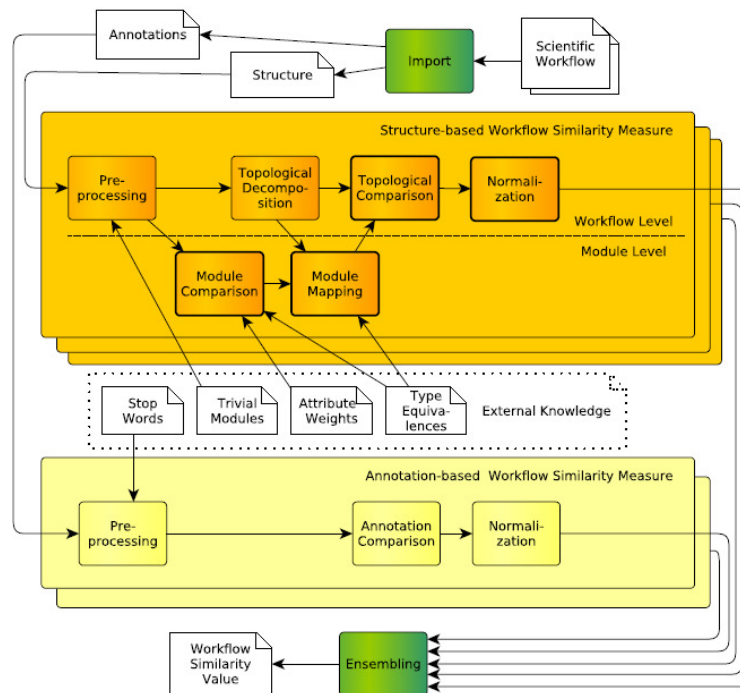 Annotations
Import
Scientific
Workflow
Structure
Structure-based Workflow Similarity Measure
Pre-
processing
Topological
Decompo-
sition
Topological
Comparison
Normali-
zation
Workflow Level
Module Level
Module
Comparison
Module
Mapping
Stop
Words
Trivial
Modules
Attribute
Weights
Type
Equiva-
lences
External Knowledge
Annotation-based Workflow Similarity Measure
Pre-
processing
Annotation
Comparison
Normali-
zation
Workflow
Similarity
Value
Ensembling